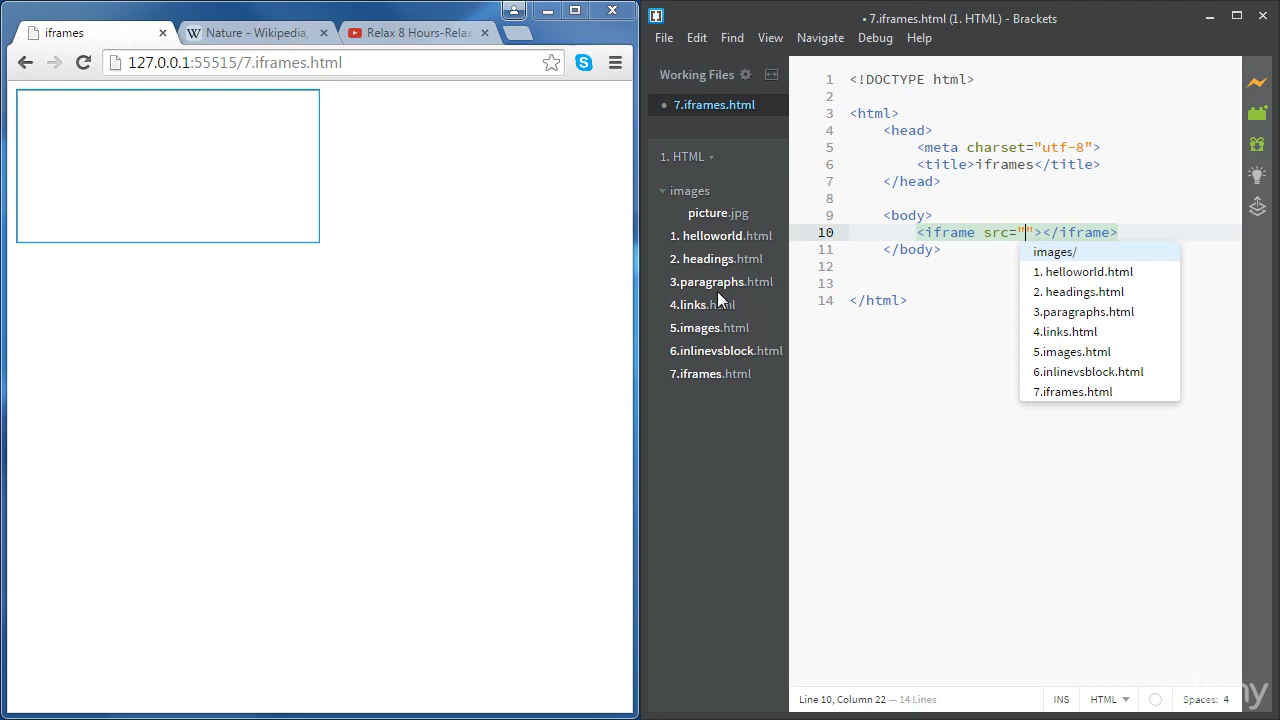 iframes
Nature - Wikipedia,
Relax 8 Hours-Relax
127.0.0.1:55515/7.iframes.html
• 7.iframes.html (1. HTML) - Brackets
File Edit Find View Navigate Debug Help
Working Files
7.iframes.html
1. HTML
images
picture.jpg
1. helloworld.html
2. headings.html
3.paragraphs.html
4.links.html
5.images.html
6.inlinevsblock.html
7.iframes.html
1 <!DOCTYPE html>
2
3 <html>
4 <head>
5 <meta charset="utf-8">
6 <title>iframes</title>
7 </head>
8
9 <body>
10 <iframe src=""></iframe>
11 </body>
12
13
14 </html>
images/
1. helloworld.html
2. headings.html
3.paragraphs.html
4.links.html
5.images.html
6.inlinevsblock.html
7.iframes.html
Line 10, Column 22 — 14 Lines
INS
HTML
Spaces: 4